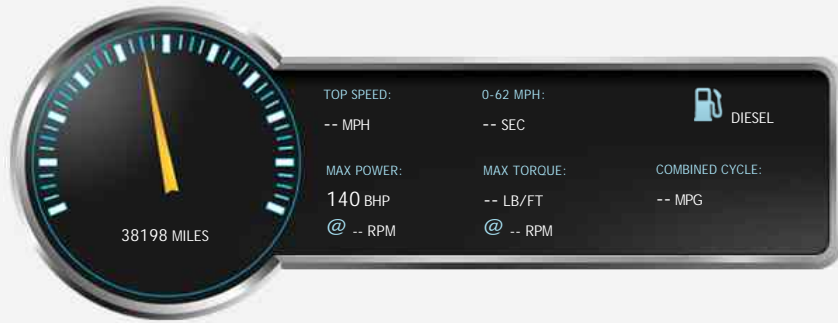 TOP SPEED:
-- MPH
0-62 MPH:
-- SEC
DIESEL
MAX POWER:
140 BHP
@ -- RPM
MAX TORQUE:
-- LB/FT
@ -- RPM
COMBINED CYCLE:
-- MPG
38198 MILES